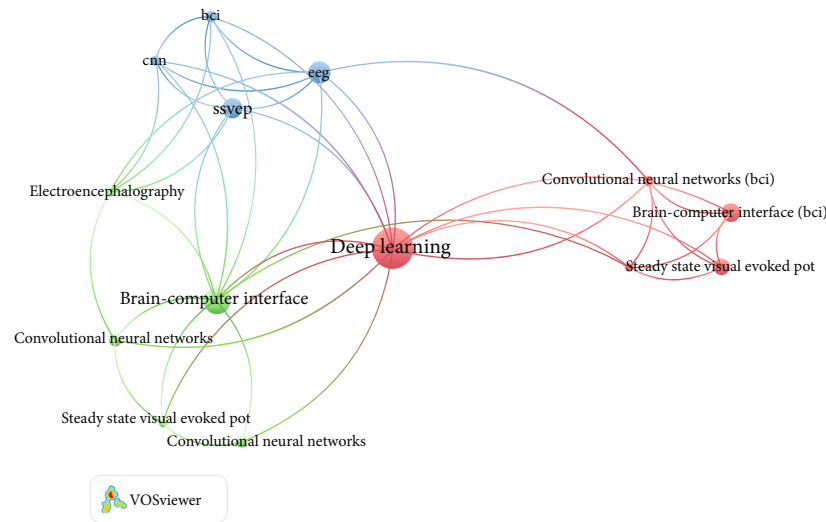 bci
cnn
eeg
ssvep
Electroencephalography
Convolutional neural networks (bci)
Brain-computer interface (bci)
Deep learning
Steady state visual evoked pot
Brain-computer interface
Convolutional neural networks
Steady state visual evoked pot
Convolutional neural networks
VOSviewer